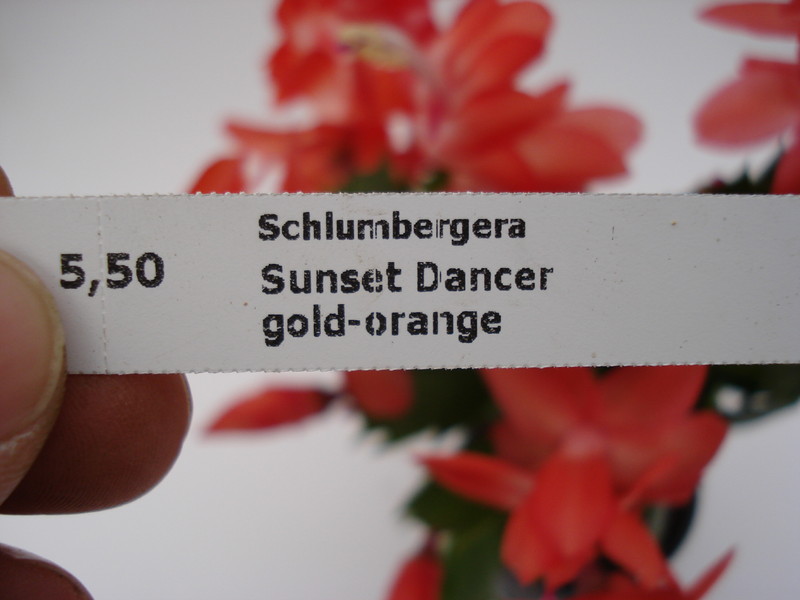 5,50
Schlumbergera
Sunset Dancer
gold-orange